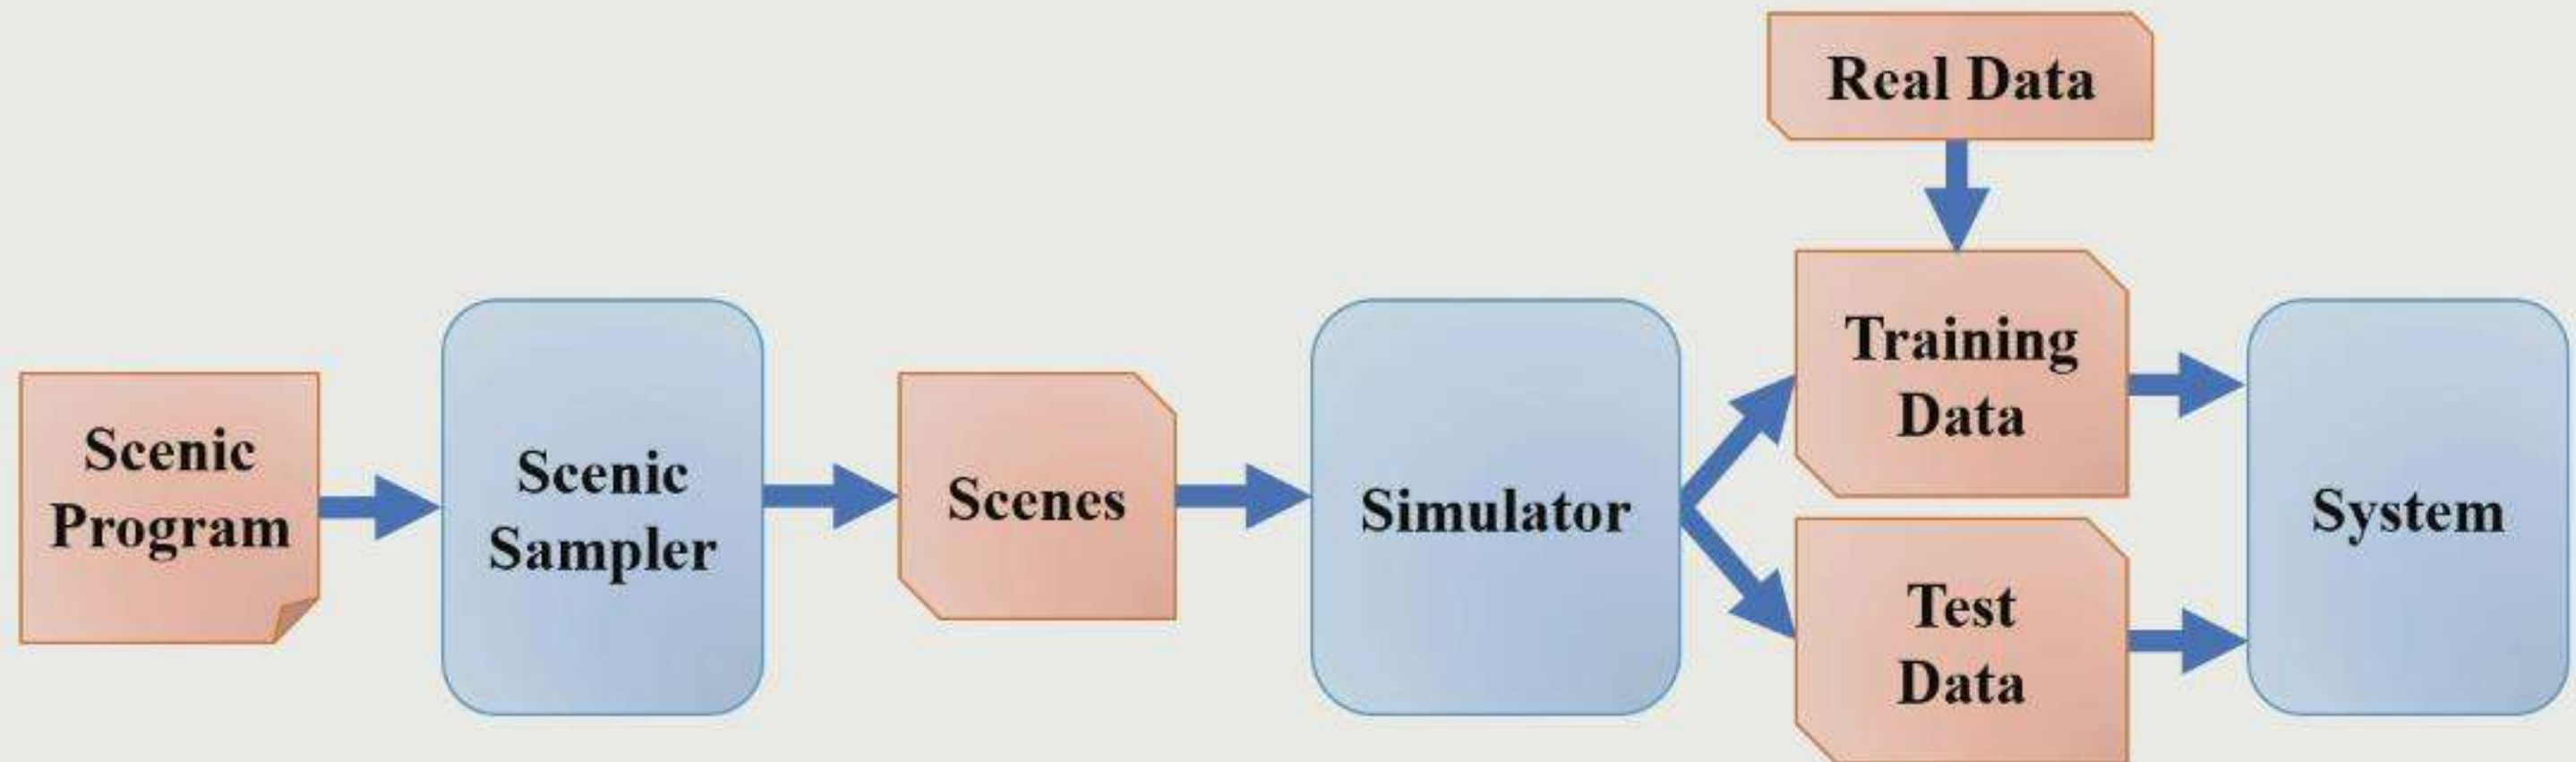 Real Data
Training
Data
Scenic
Program
Scenic
Sampler
Scenes
Simulator
System
Test
Data